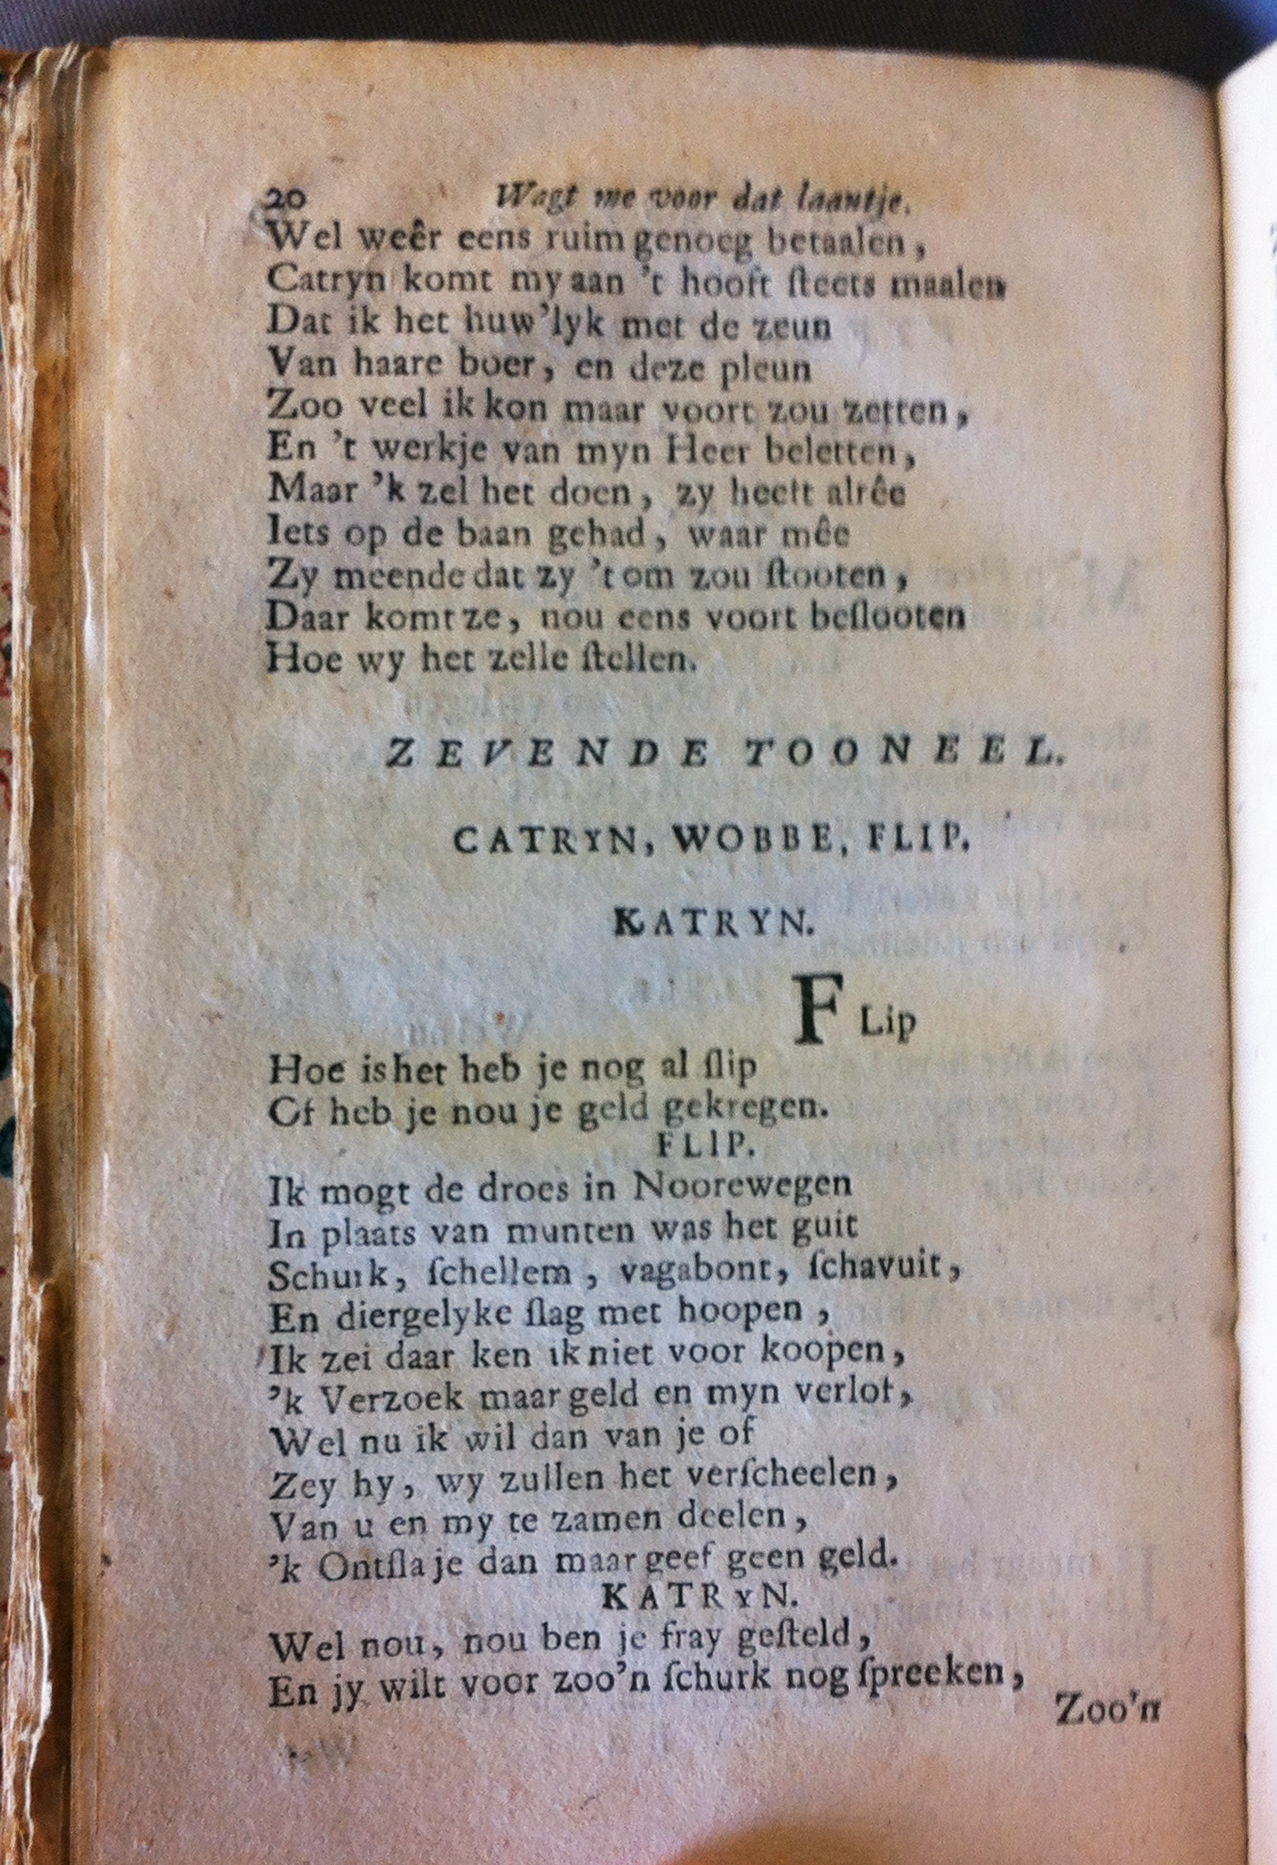 20 Wagt me voor dat laantje.
Wel weêr eens ruim genoeg betaalen,
Catryn komt my aan 't hooft ſteets maalen
Dat ik het huw'lyk met de zeun
Van haare boer, en deze pleun
Zoo veel ik kon maar voort zou zetten,
En 't werkje van myn Heer beletten,
Maar 'k zel het doen, zy heeft alrêe
Iets op de baan gehad, waar mêe
Zy meende dat zy 't om zou ſtooten,
Daar komt ze, nou eens voort beſlooten
Hoe wy het zelle ſtellen.
ZEVENDE TOONEEL.
CATRYN, WOBBE, FLIP.
KATRYN.
FLip
Hoe is het heb je nog al ſlip
Of heb je nou je geld gekregen.
FLIP.
Ik mogt de droes in Noorewegen
In plaats van munten was het guit
Schurk, ſchellem, vagabont, ſchavuit,
En diergelyke ſlag met hoopen,
Ik zei daar ken ik niet voor koopen,
'k Verzoek maar geld en myn verlof,
Wel nu ik wil dan van je of
Zey hy, wy zullen het verſcheelen,
Van u en my te zamen deelen,
'k Ontſla je dan maar geef geen geld.
KATRYN.
Wel nou, nou ben je fray geſteld,
En jy wilt voor zoo'n ſchurk nog ſpreeken,
Zoo'n